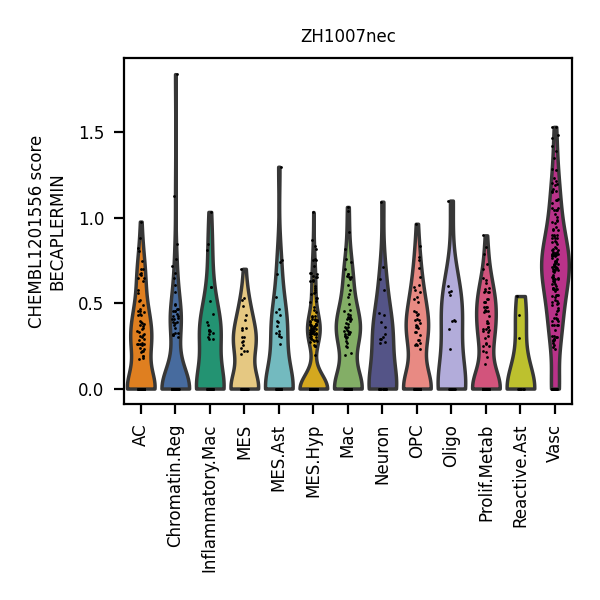 ZH1007nec
CHEMBL1201556 score
BECAPLERMIN
1.5
1.0
0.5
0.0
AC
Chromatin.Reg
Inflammatory.Mac
MES
MES.Ast
MES.Hyp
Mac
Neuron
OPC
Oligo
Prolif.Metab
Reactive.Ast
Vasc